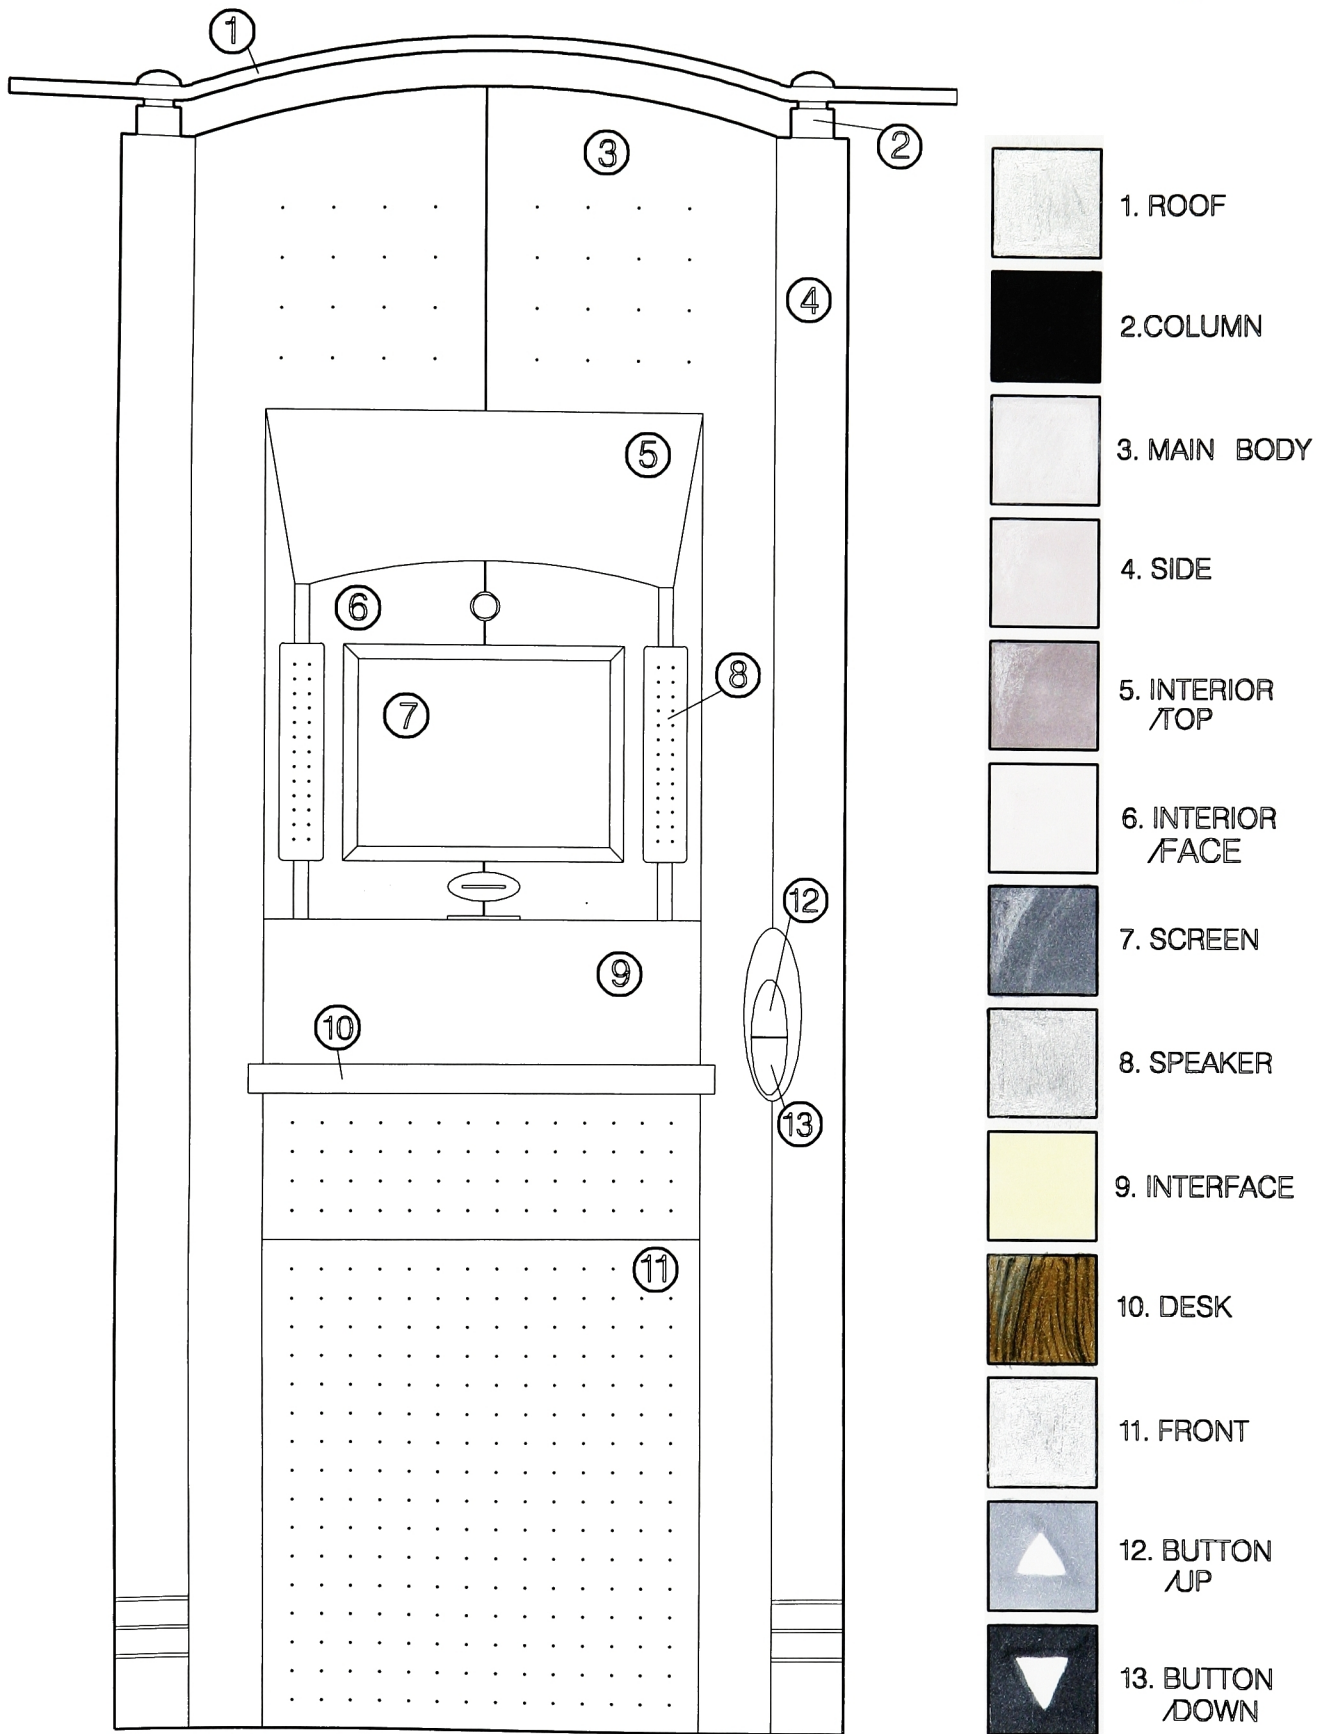 1
2
3
4
5
6
7
8
9
10
11
12
13
1. ROOF
2.COLUMN
3. MAIN BODY
4. SIDE
5. INTERIOR
/TOP
6. INTERIOR
/FACE
7. SCREEN
8. SPEAKER
9. INTERFACE
10. DESK
11. FRONT
12. BUTTON
/UP
13. BUTTON
/DOWN